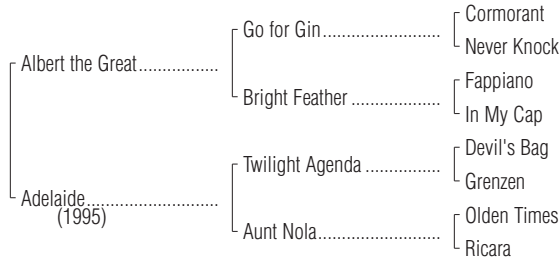 Cormorant
Go for Gin......................
Never Knock
Albert the Great...............
Fappiano
Bright Feather .................
In My Cap
Devil's Bag
Twilight Agenda ..............
Grenzen
Adelaide.........................
(1995)
Olden Times
Aunt Nola.......................
Ricara